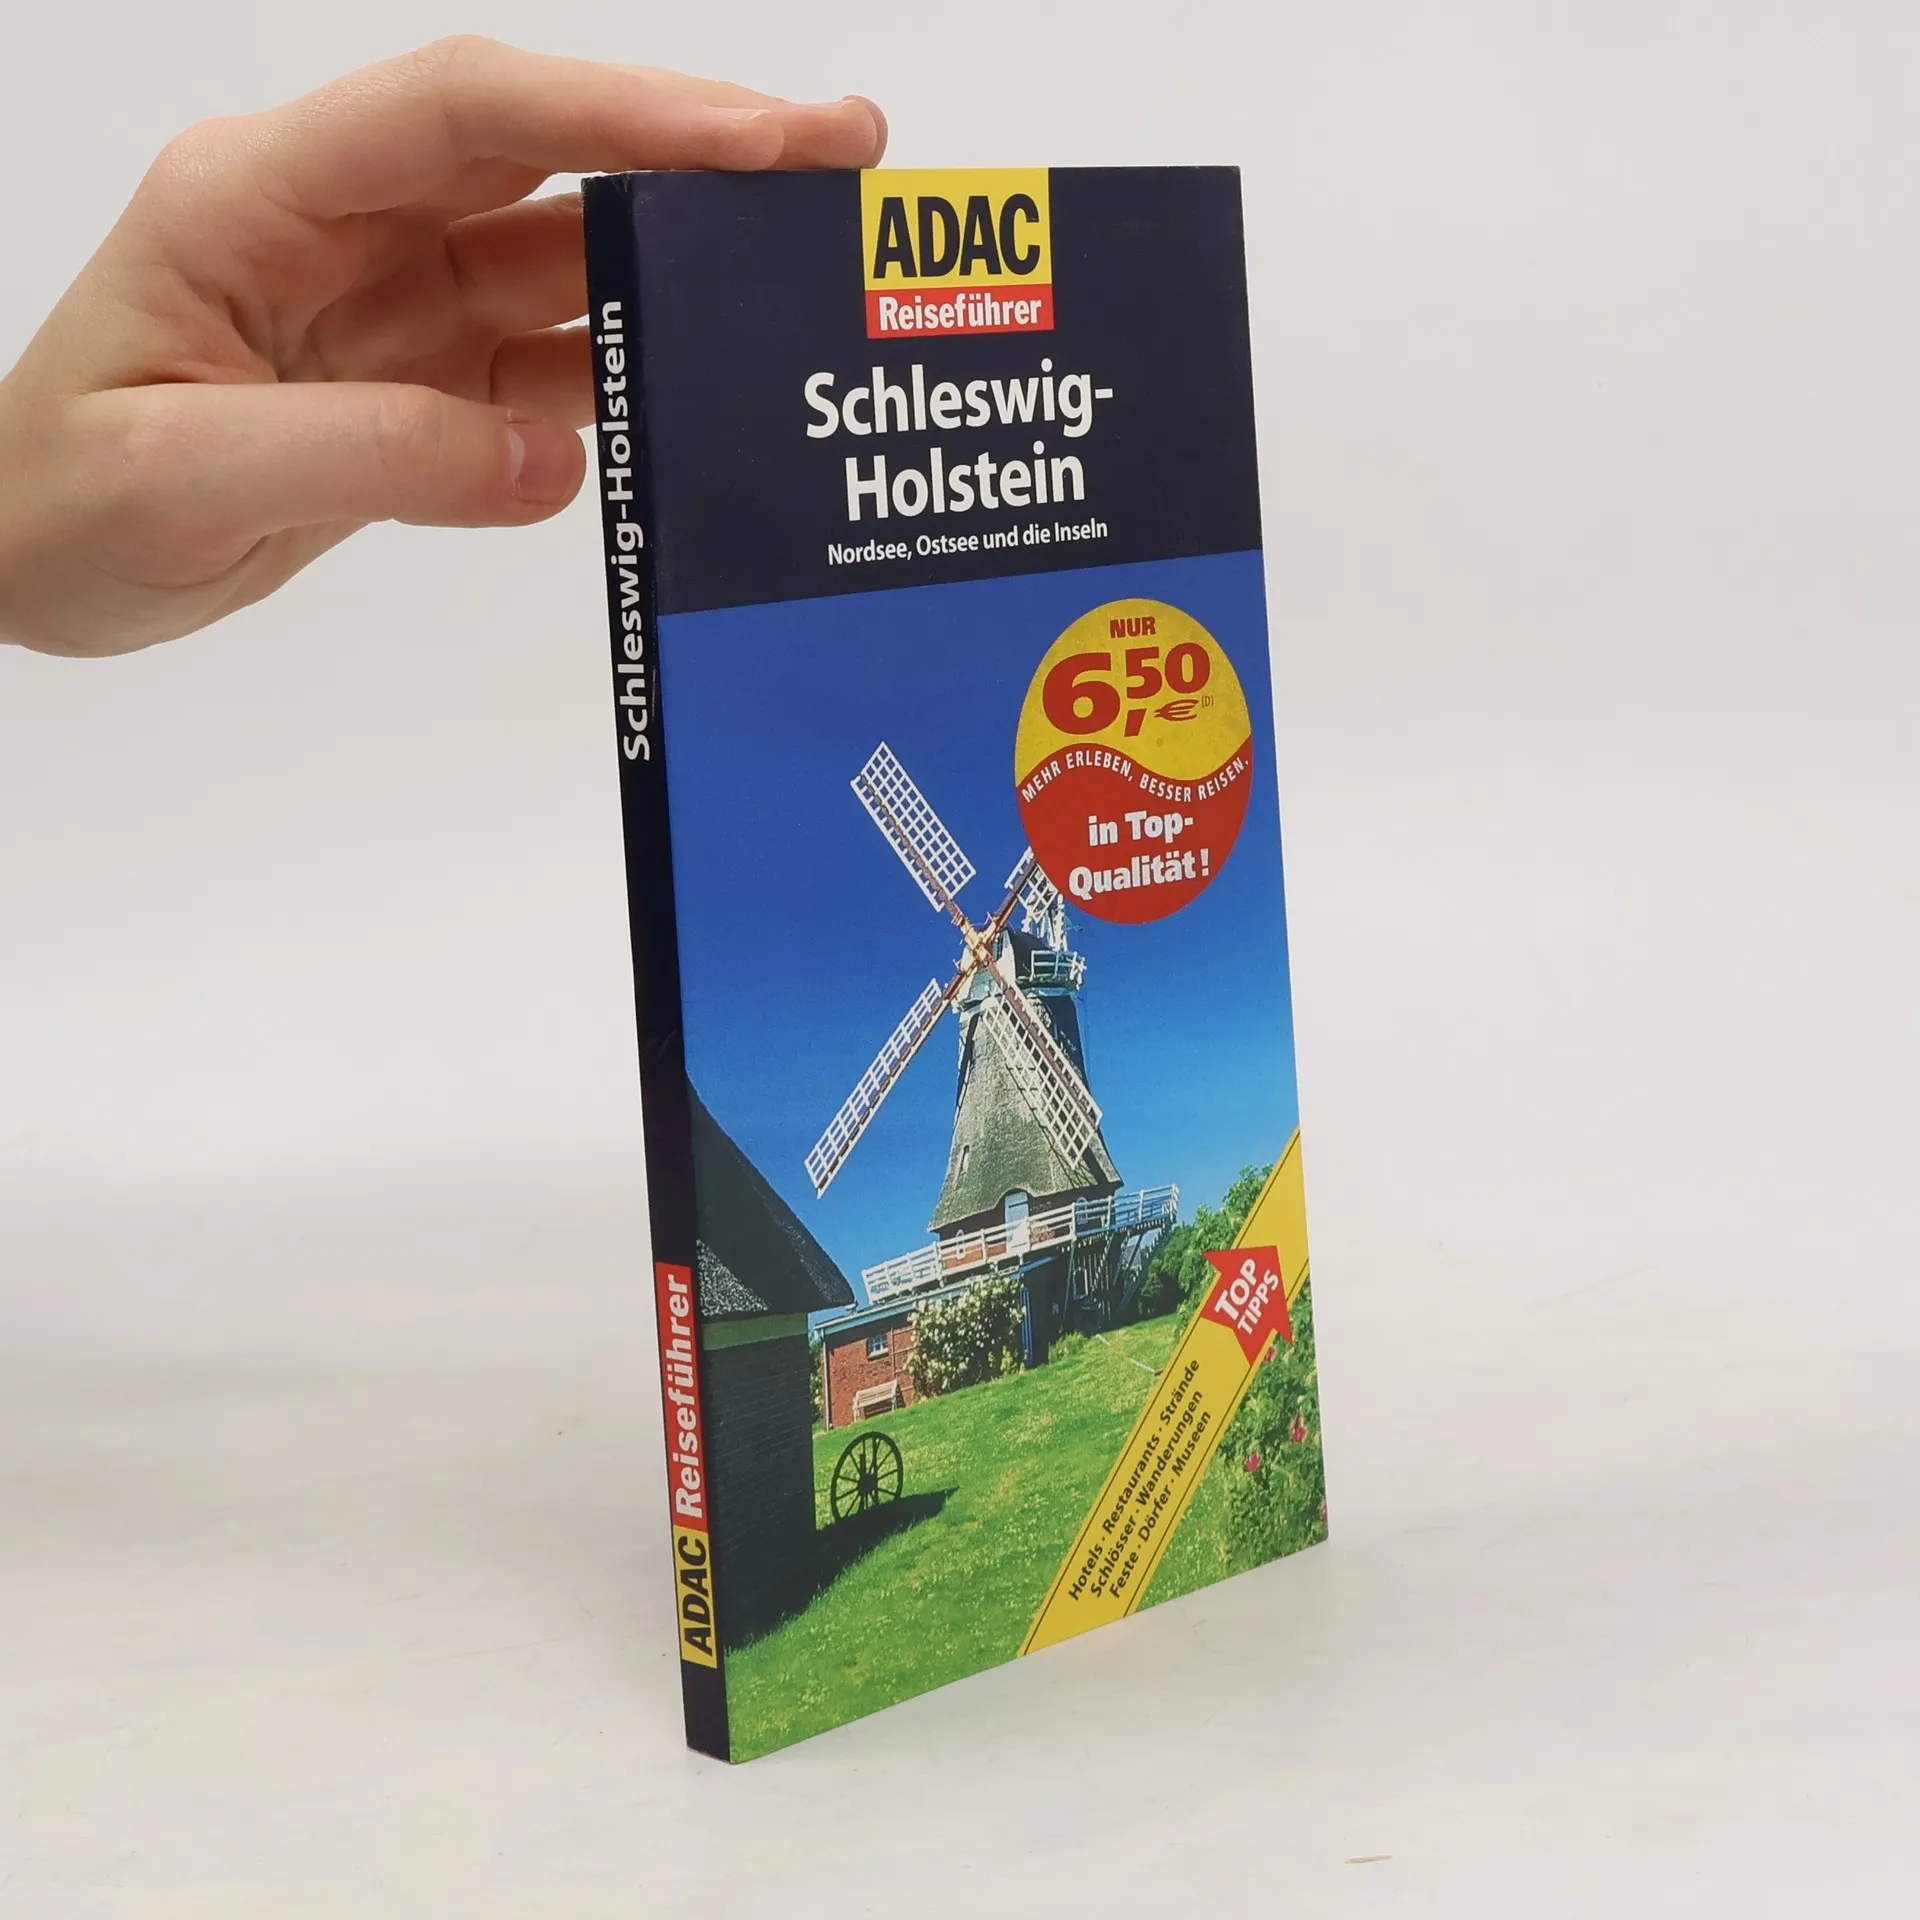 ADAC
Reiseführer
Schleswig-
Holstein
Nordsee, Ostsee und die Inseln
NUR
6,50 € (D)
MEHR ERLEBEN, BESSER REISEN.
in Top-
Qualität!
TOP
TIPPS
Hotels · Restaurants · Strände
Schlösser · Wanderungen
Feste · Dörfer · Museen
Schleswig-Holstein
ADAC Reiseführer